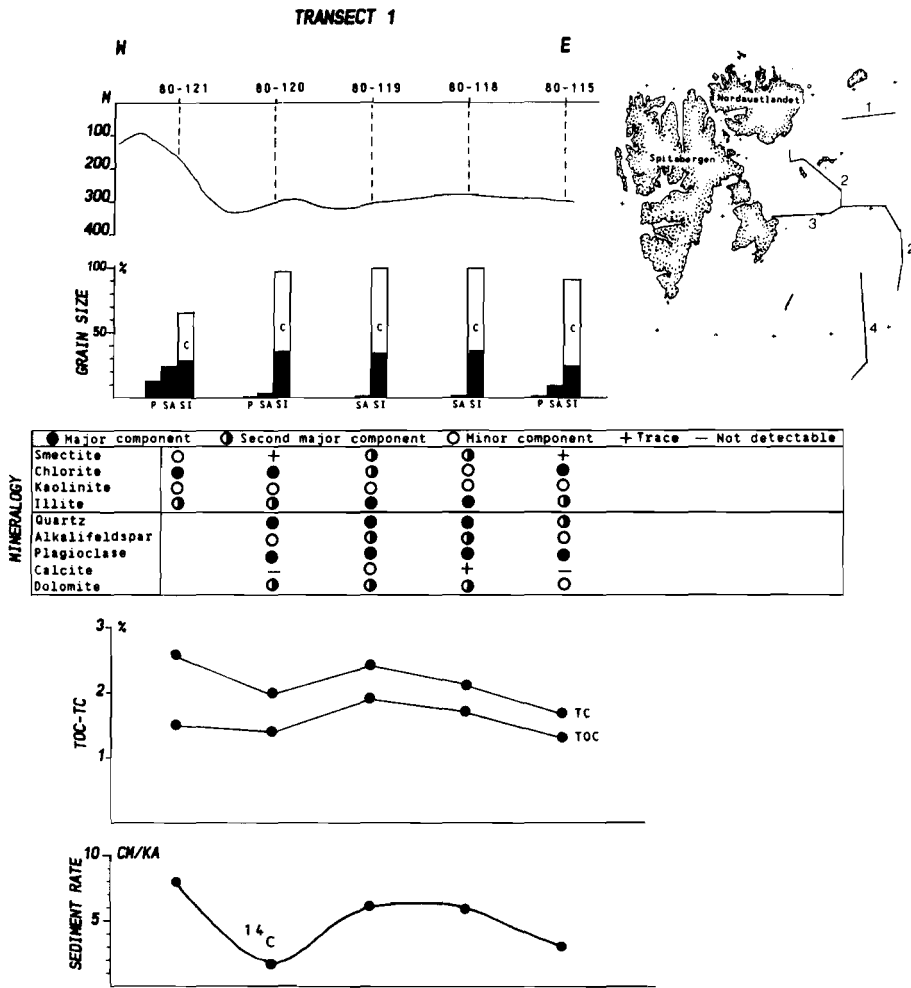 TRANSECT 1
W E
80-121 80-120 80-119 80-118 80-115
M
100
200
300
400
Nordaustlandet
Spitsbergen
1
2
3
2
4
100 %
50
GRAIN SIZE
C C C C C
P SA SI P SA SI SA SI SA SI P SA SI
Major component Second major component Minor component + Trace — Not detectable
MINERALOGY
Smectite + +
Chlorite
Kaolinite
Illite
Quartz
Alkalifeldspar
Plagioclase
Calcite — + —
Dolomite
3 %
2
1
TOC-TC
TC
TOC
10 CM/KA
5
SEDIMENT RATE
14C